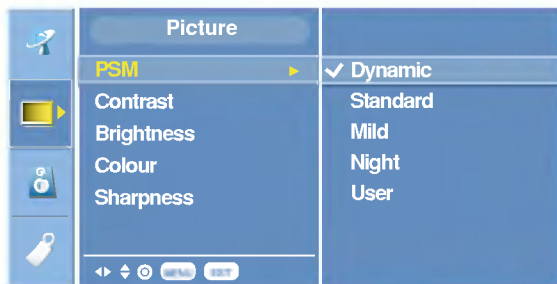 Picture
PSM
Contrast
Brightness
Colour
Sharpness
MENU EXIT
Dynamic
Standard
Mild
Night
User